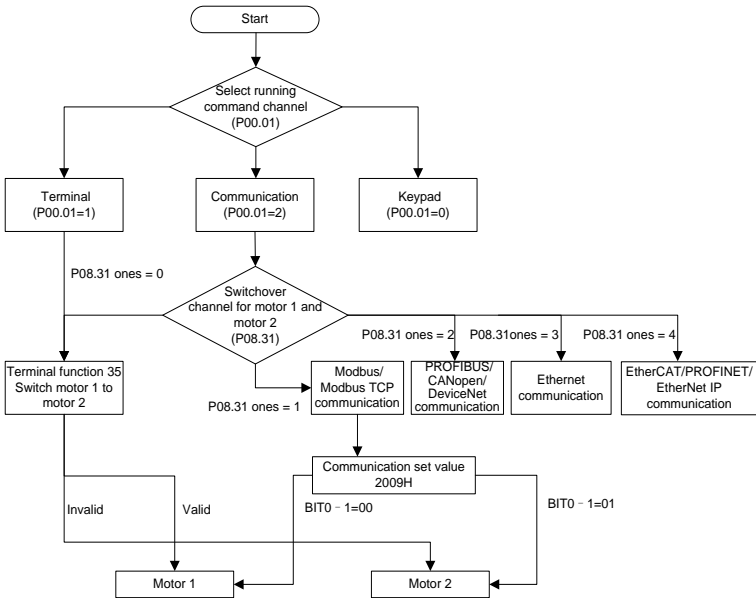 Start
Select running
command channel
(P00.01)
Terminal
(P00.01=1)
Communication
(P00.01=2)
Keypad
(P00.01=0)
P08.31 ones = 0
Switchover
channel for motor 1 and
motor 2
(P08.31)
P08.31 ones = 2
P08.31ones = 3
P08.31 ones = 4
Terminal function 35
Switch motor 1 to
motor 2
P08.31 ones = 1
Modbus/
Modbus TCP
communication
PROFIBUS/
CANopen/
DeviceNet
communication
Ethernet
communication
EtherCAT/PROFINET/
EtherNet IP
communication
Communication set value
2009H
Invalid
Valid
BIT0﹣1=00
BIT0﹣1=01
Motor 1
Motor 2